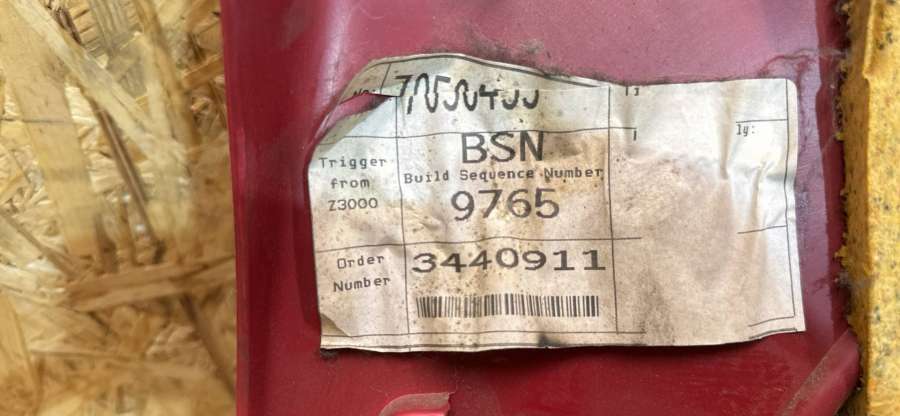 BSN
Trigger from Z3000
Build Sequence Number
9765
Order Number
3440911